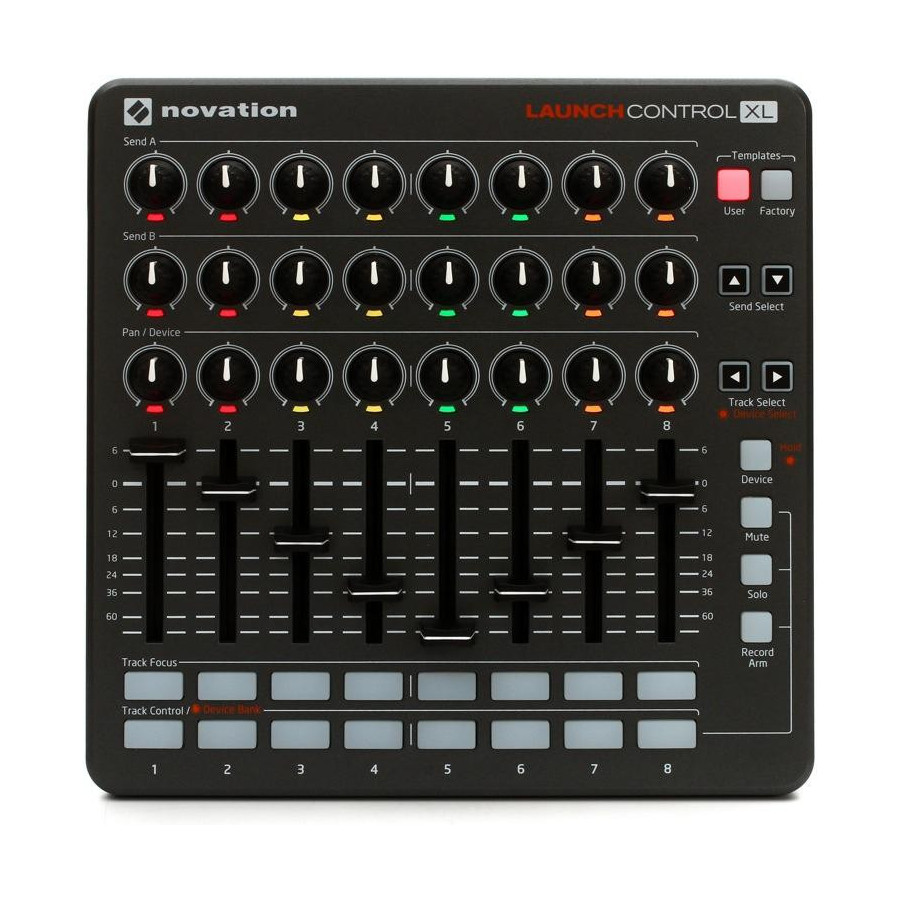 novation
LAUNCHCONTROL XL
Send A
Templates
User Factory
Send B
Send Select
Pan / Device
Track Select
Device Select
1 2 3 4 5 6 7 8
6 6
Hold
0 0
Device
6 6
12 12
Mute
18 18
24 24
36 36
Solo
60 60
Record
Arm
Track Focus
Track Control / Device Bank
1 2 3 4 5 6 7 8